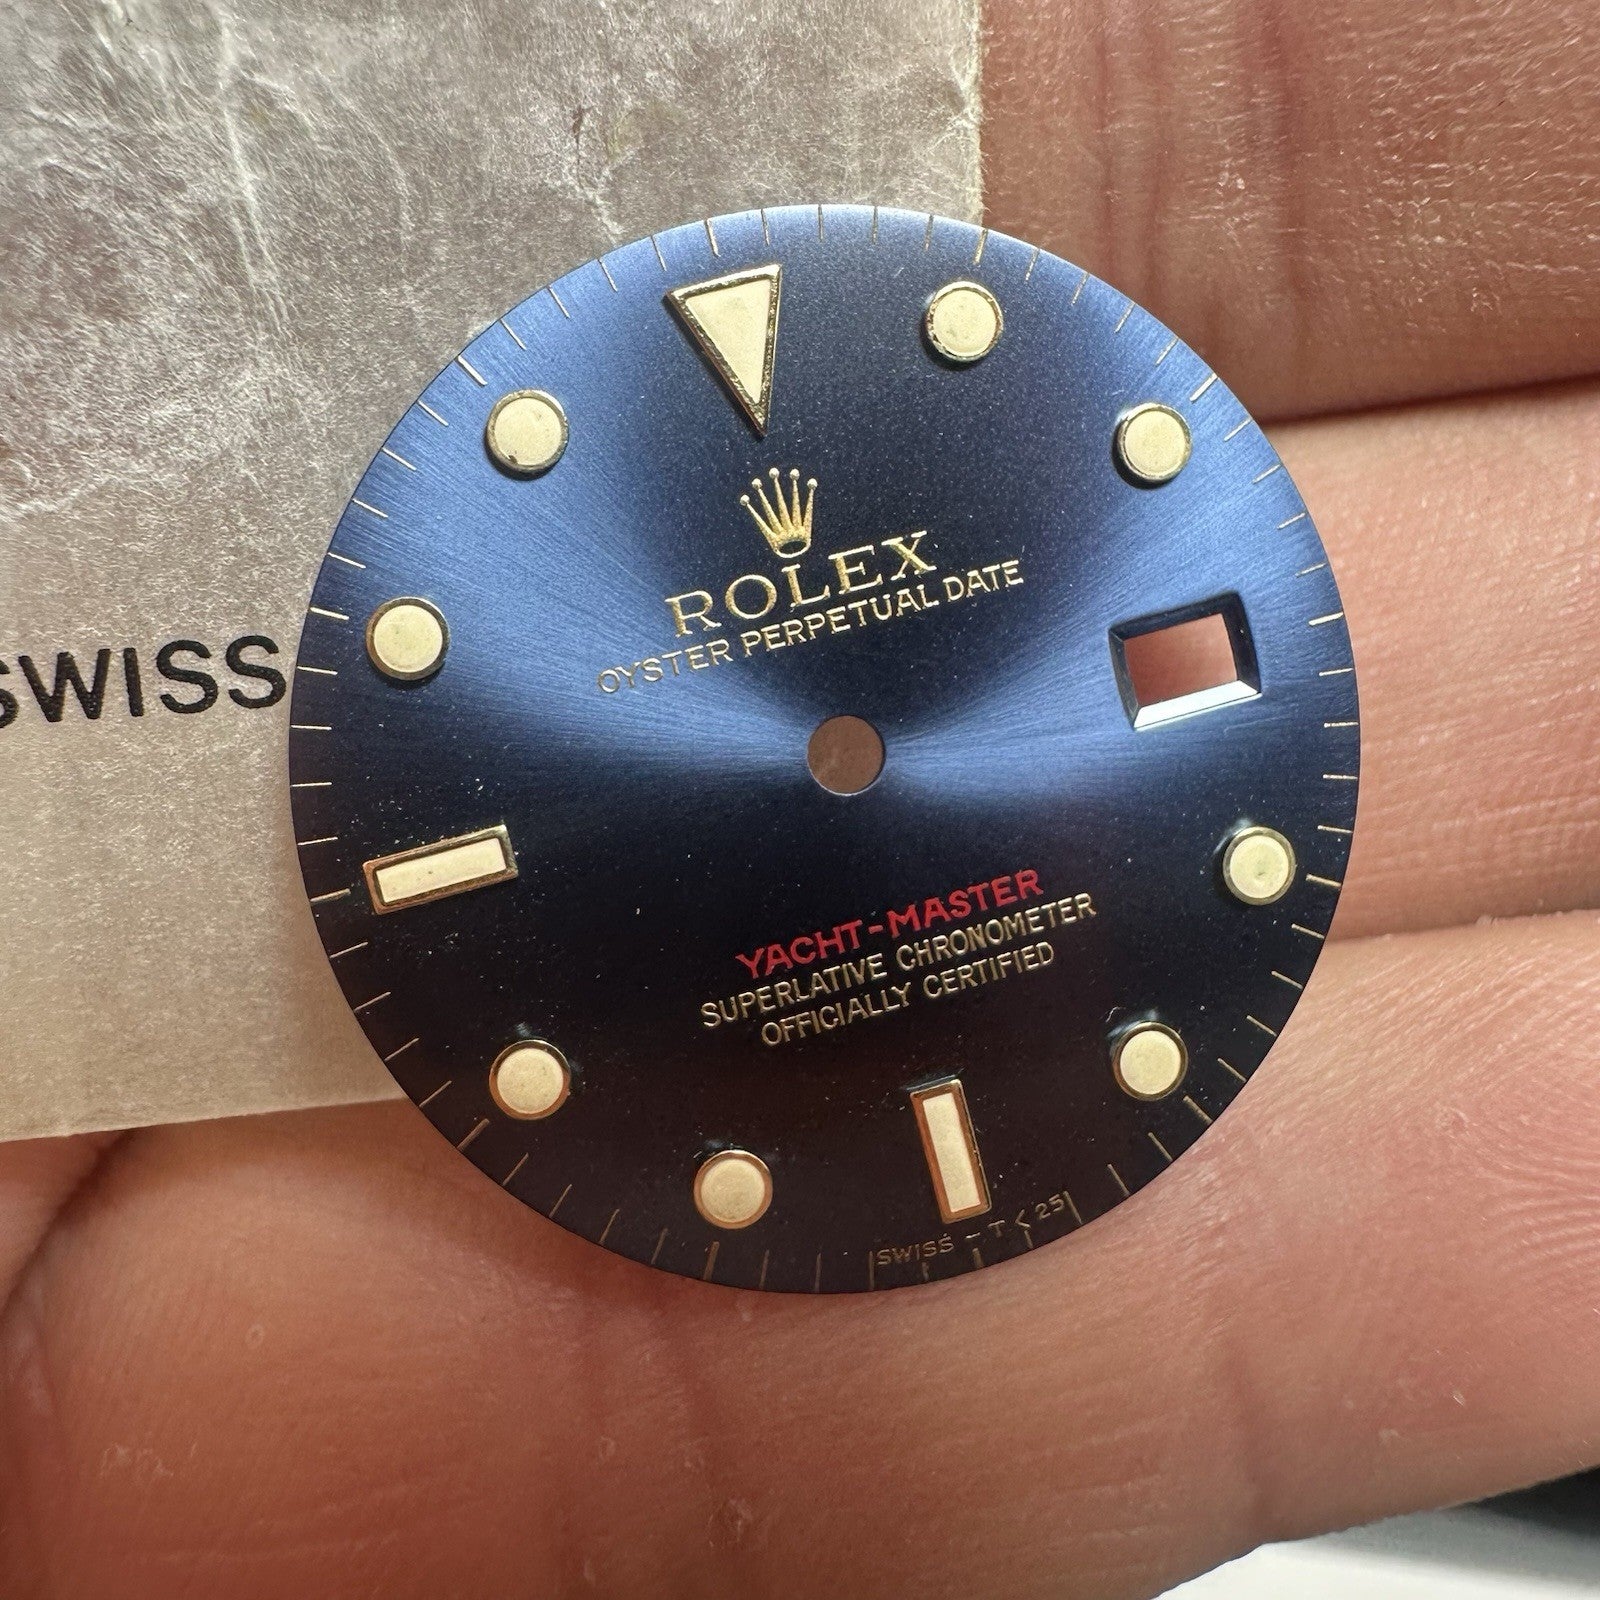 SWISS
ROLEX
OYSTER PERPETUAL DATE
YACHT-MASTER
SUPERLATIVE CHRONOMETER
OFFICIALLY CERTIFIED
SWISS - T < 25